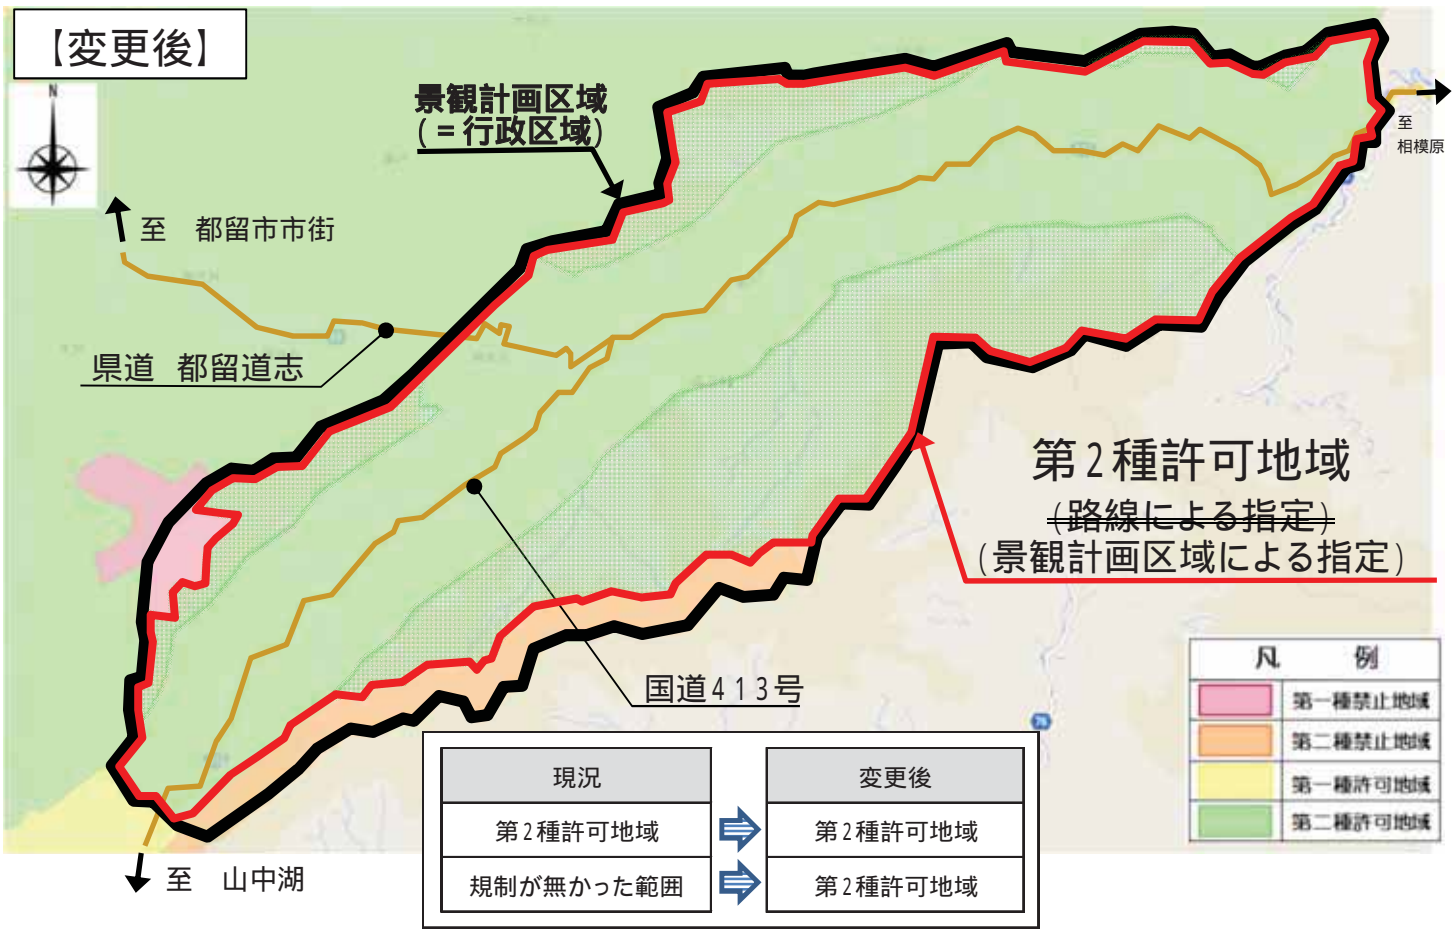 【変更後】
N
景観計画区域
(＝行政区域)
至
相模原
至 都留市市街
県道 都留道志
第2種許可地域
(路線による指定)
(景観計画区域による指定)
国道413号
至 山中湖
凡 例
第一種禁止地域
第二種禁止地域
第一種許可地域
第二種許可地域
76
現況 変更後
第2種許可地域 第2種許可地域
規制が無かった範囲 第2種許可地域